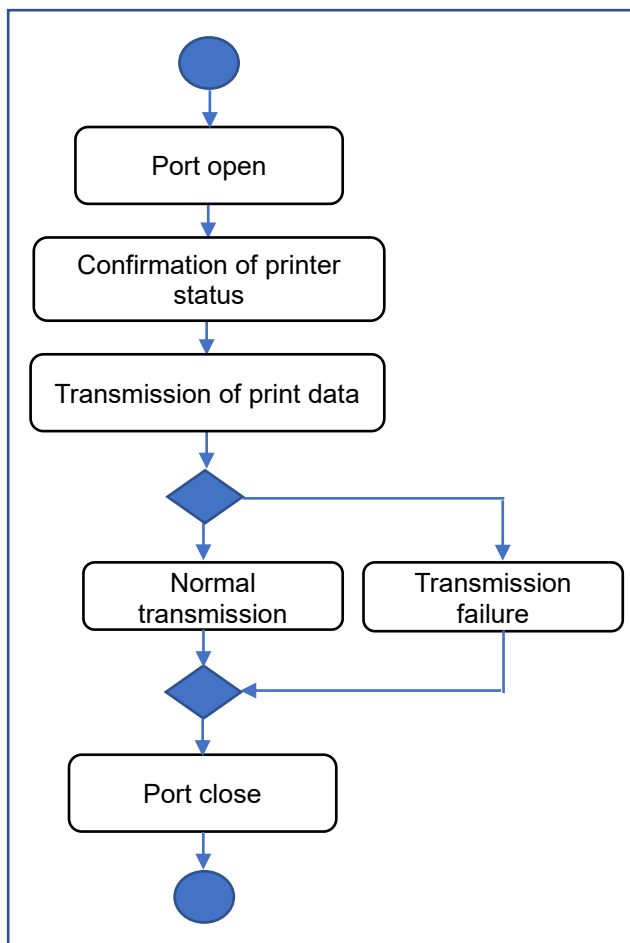 Port open
Confirmation of printer
status
Transmission of print data
Normal
transmission
Transmission
failure
Port close